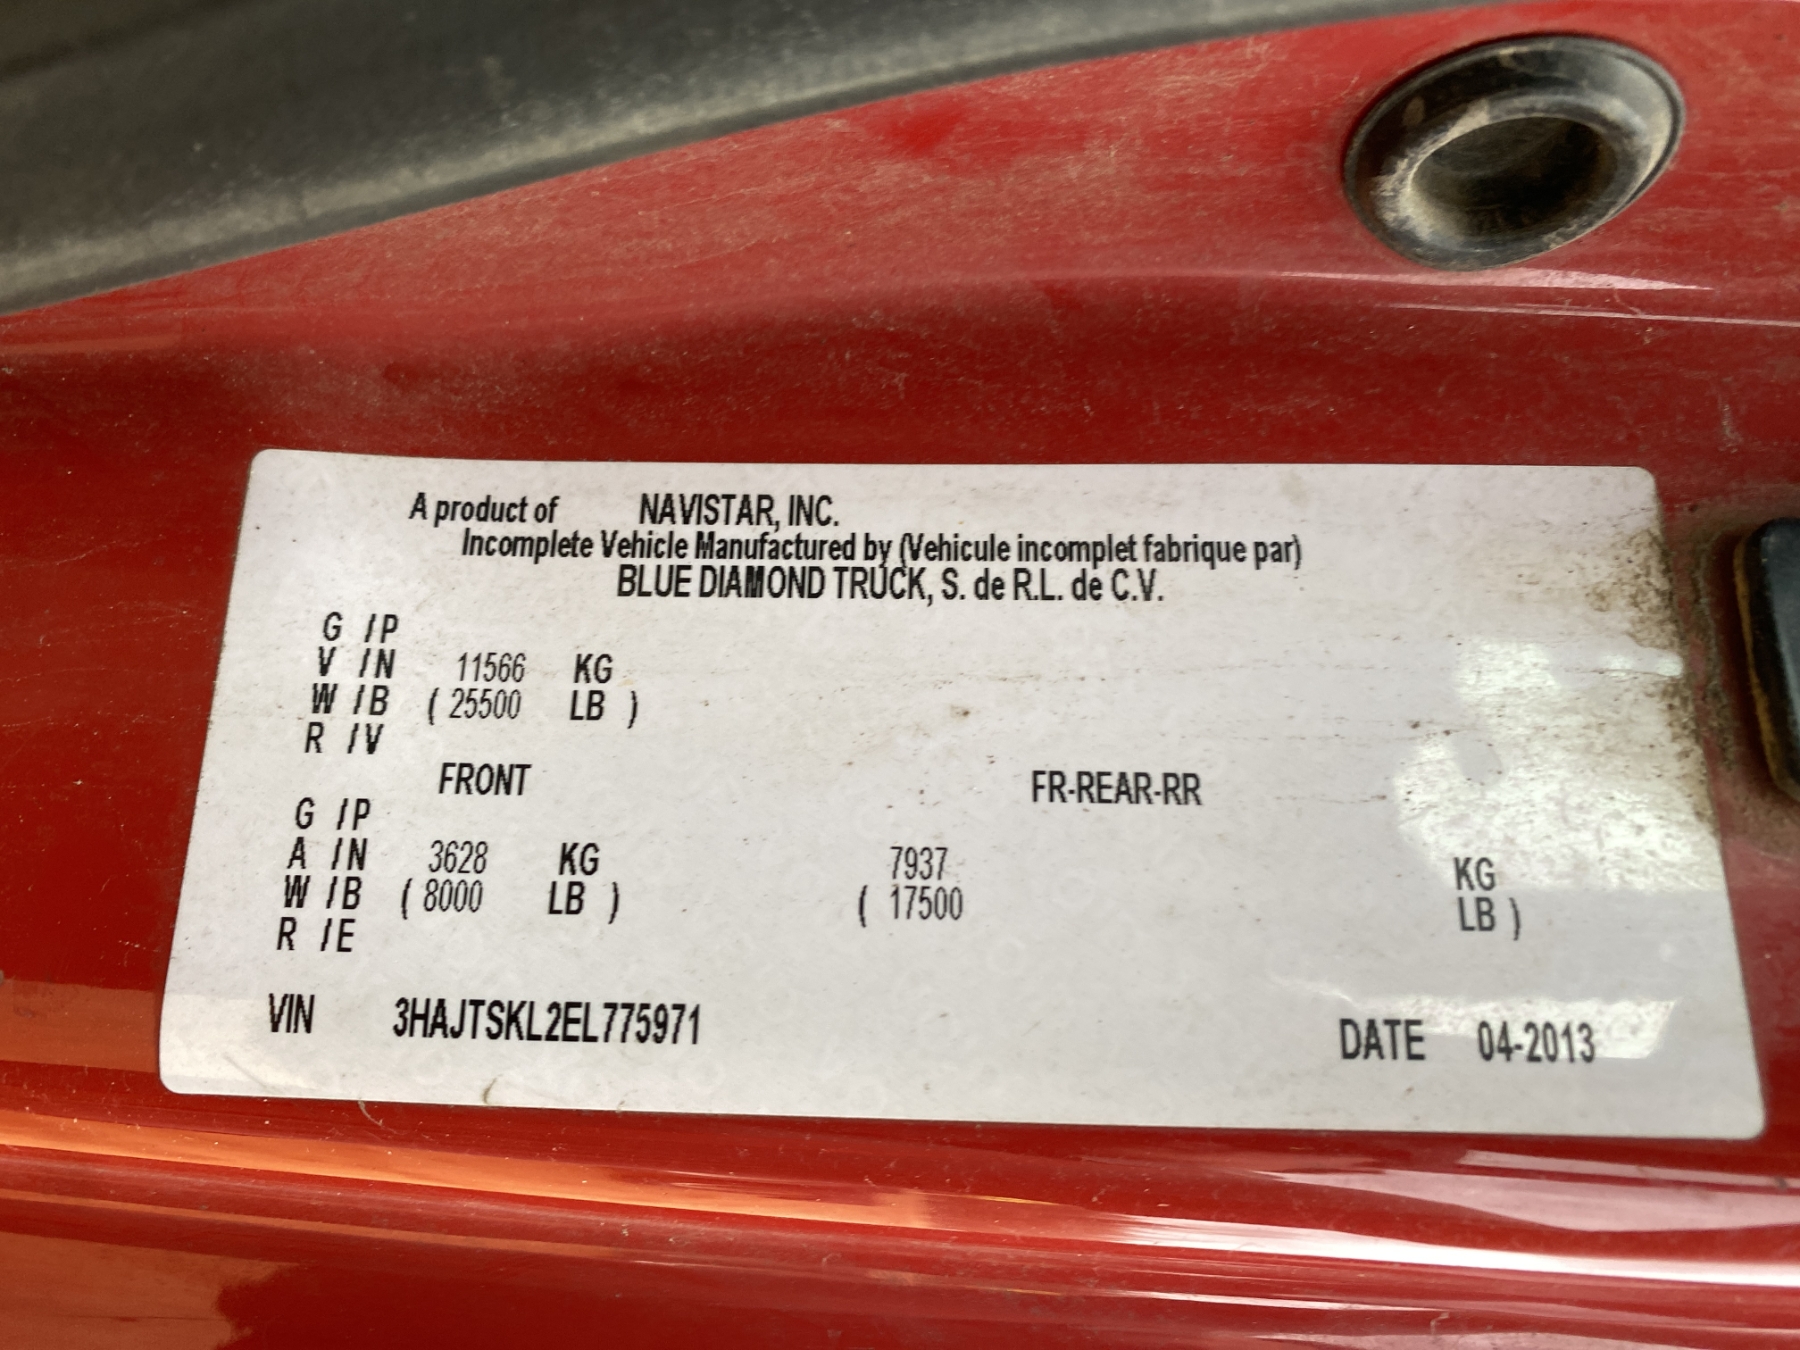 A product of NAVISTAR, INC.
Incomplete Vehicle Manufactured by (Vehicule incomplet fabrique par)
BLUE DIAMOND TRUCK, S. de R.L. de C.V.
G /P
V /N 11566 KG
W /B ( 25500 LB )
R /V
FRONT FR-REAR-RR
G /P
A /N 3628 KG 7937 KG
W /B ( 8000 LB ) ( 17500 LB )
R /E
VIN 3HAJTSKL2EL775971 DATE 04-2013